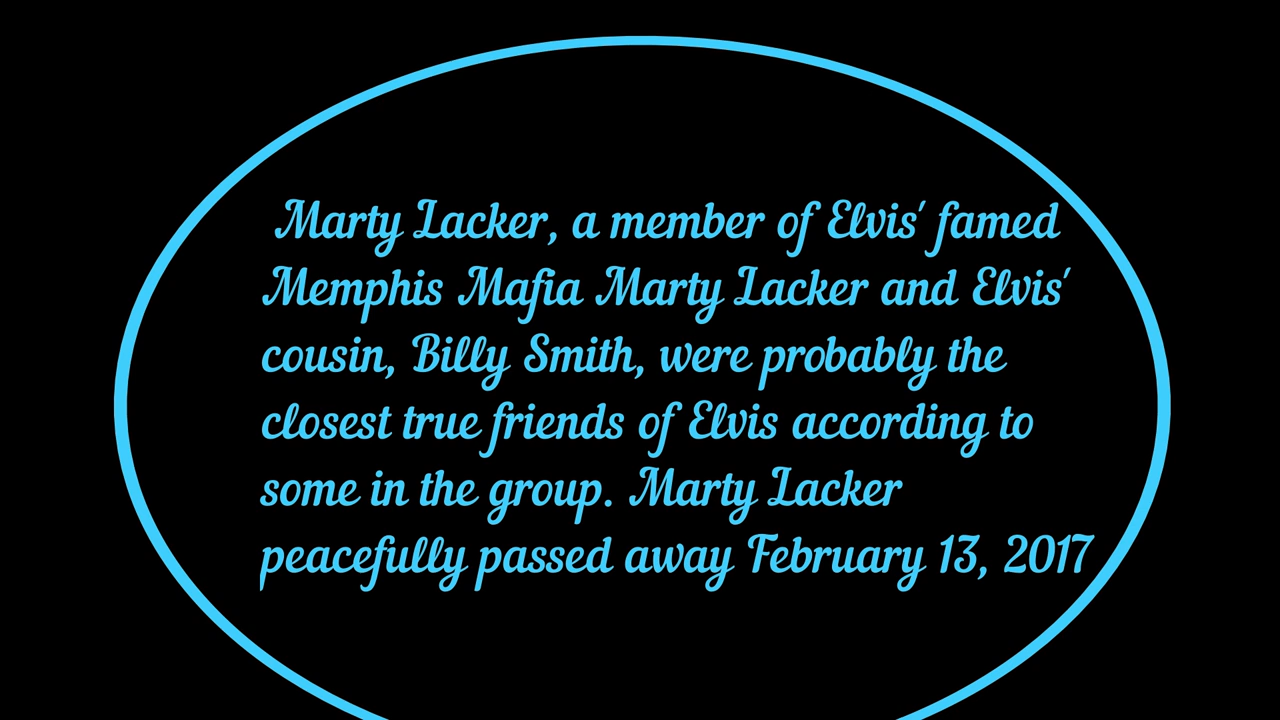 Marty Lacker, a member of Elvis' famed
Memphis Mafia Marty Lacker and Elvis'
cousin, Billy Smith, were probably the
closest true friends of Elvis according to
some in the group. Marty Lacker
peacefully passed away February 13, 2017